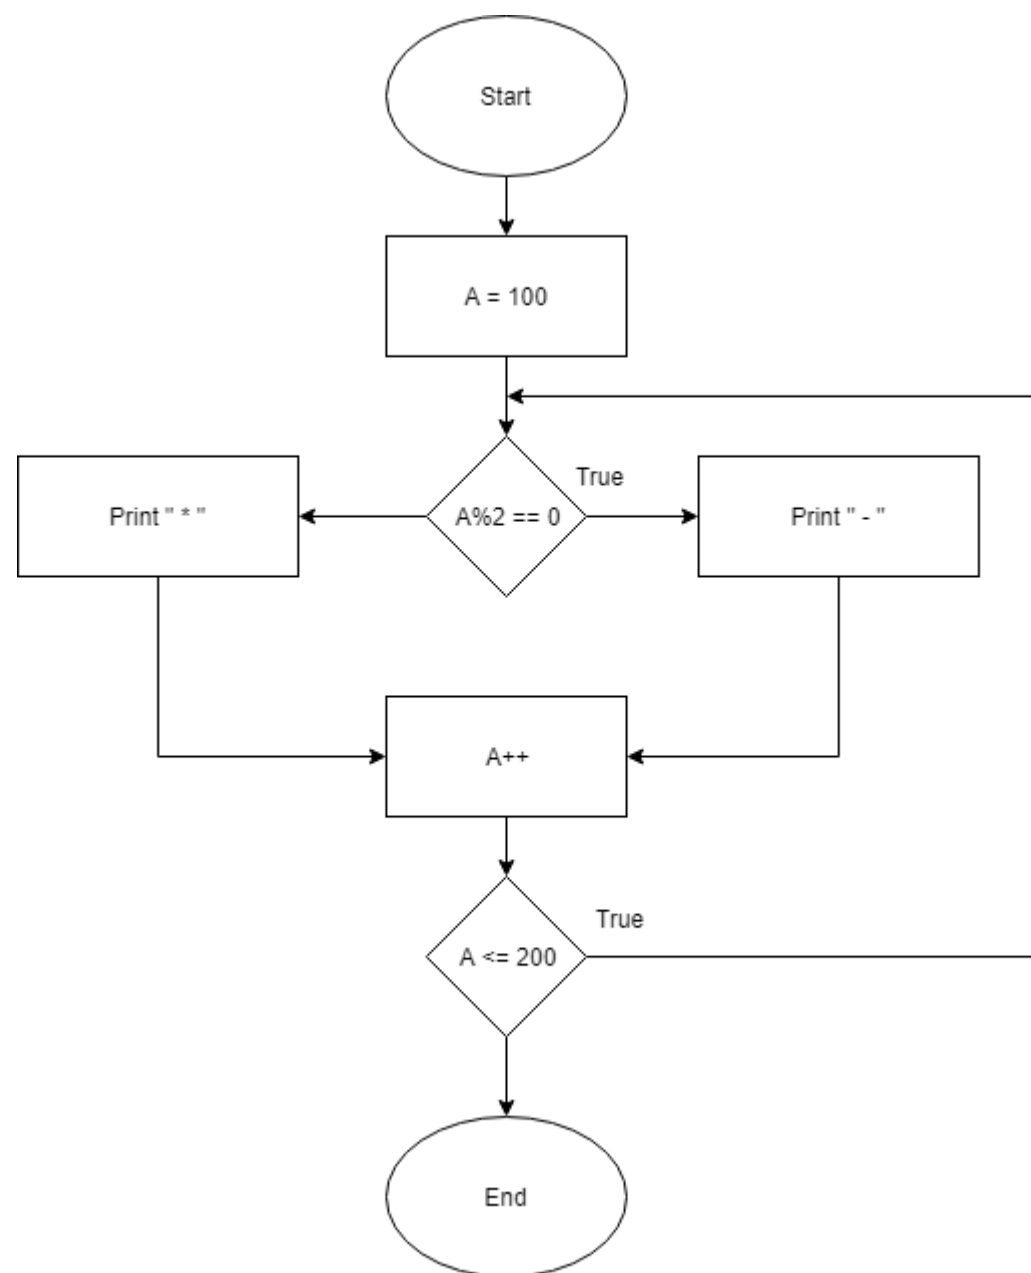 Start
A = 100
True
Print " * "
A%2 == 0
Print " - "
A++
True
A <= 200
End